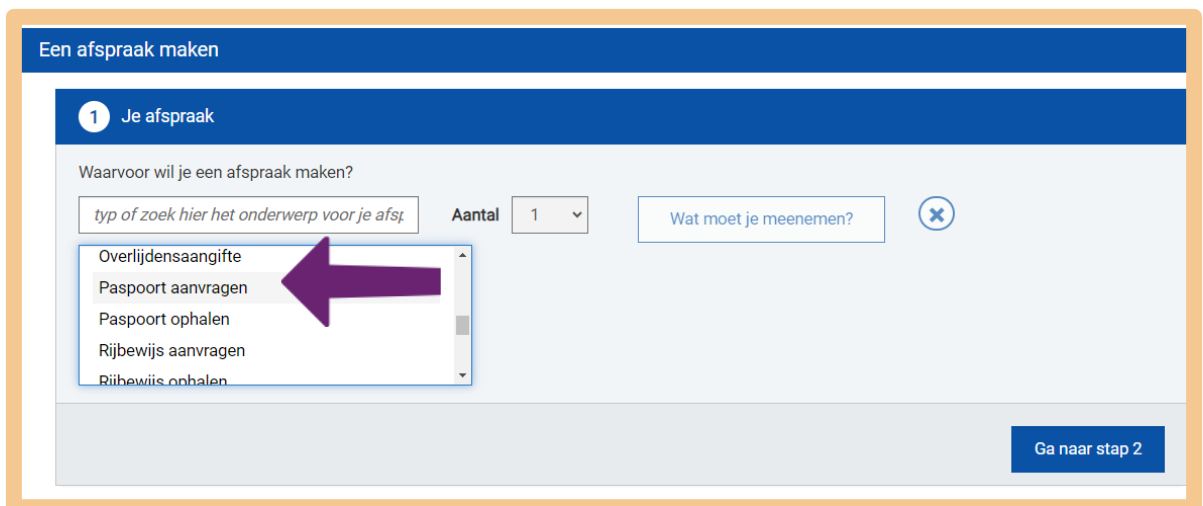 Een afspraak maken
1 Je afspraak
Waarvoor wil je een afspraak maken?
typ of zoek hier het onderwerp voor je afsp Aantal 1 Wat moet je meenemen?
Overlijdensaangifte
Paspoort aanvragen
Paspoort ophalen
Rijbewijs aanvragen
Rijbewijs ophalen
Ga naar stap 2